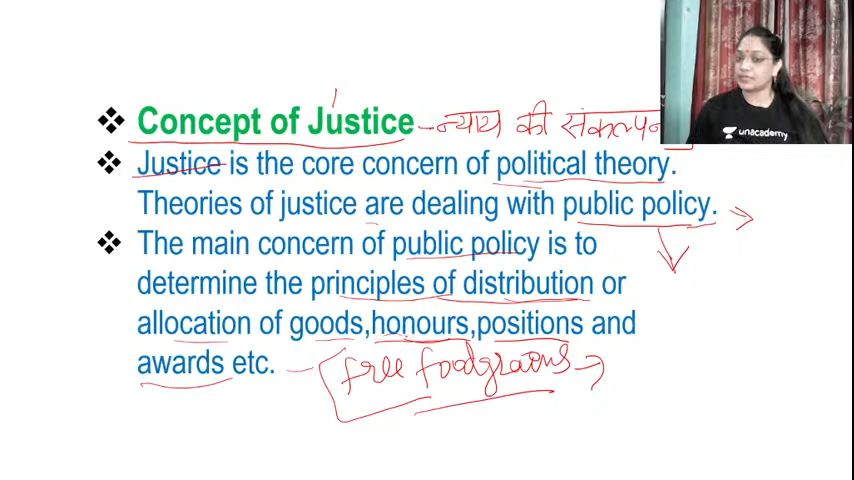 ❖ Concept of Justice - न्याय की संकल्पना
❖ Justice is the core concern of political theory.
Theories of justice are dealing with public policy.
❖ The main concern of public policy is to
determine the principles of distribution or
allocation of goods,honours,positions and
awards etc. - free foodgrains
unacademy